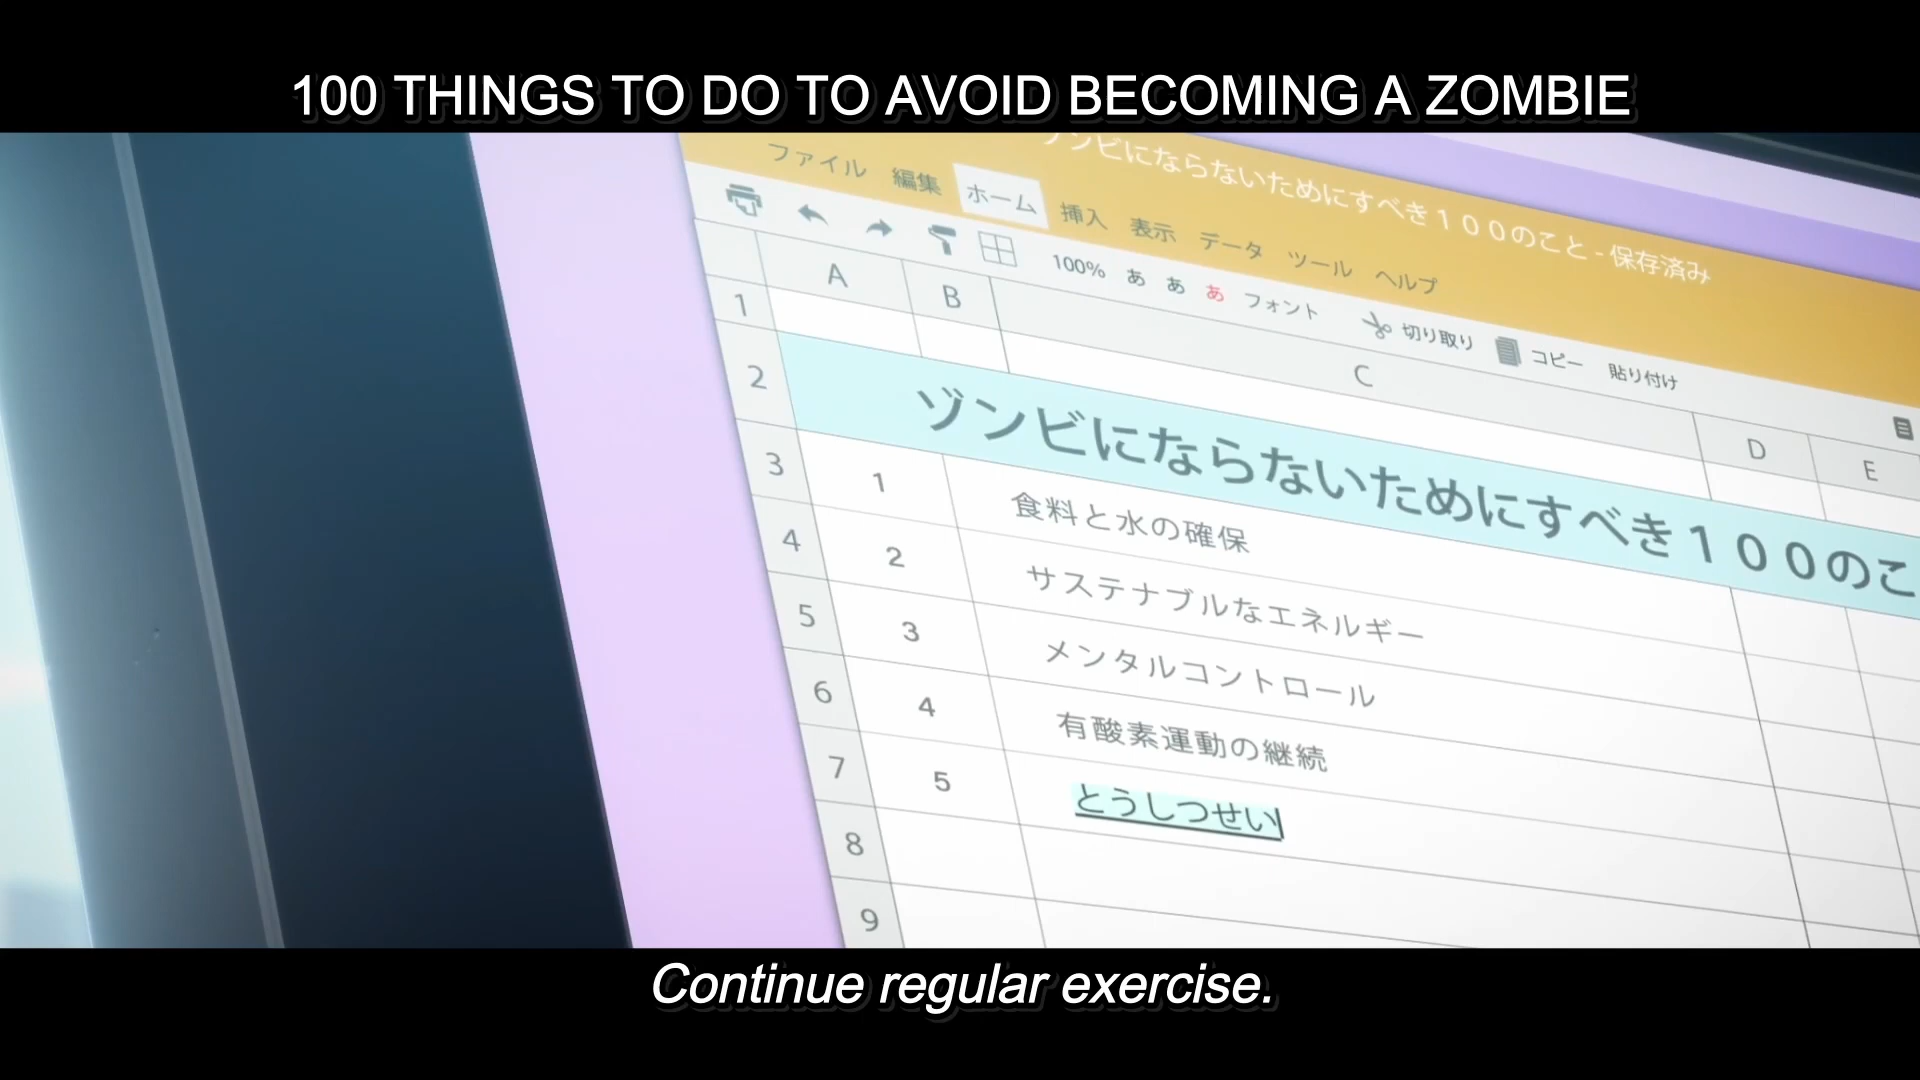 100 THINGS TO DO TO AVOID BECOMING A ZOMBIE
ゾンビにならないためにすべき１００のこと - 保存済み
ファイル 編集 ホーム 挿入 表示 データ ツール ヘルプ
100% あ あ あ フォント 切り取り コピー 貼り付け
A B C D E
1
2 ゾンビにならないためにすべき１００のこ
3 1 食料と水の確保
4 2 サステナブルなエネルギー
5 3 メンタルコントロール
6 4 有酸素運動の継続
7 5 とうしつせい
8
9
Continue regular exercise.